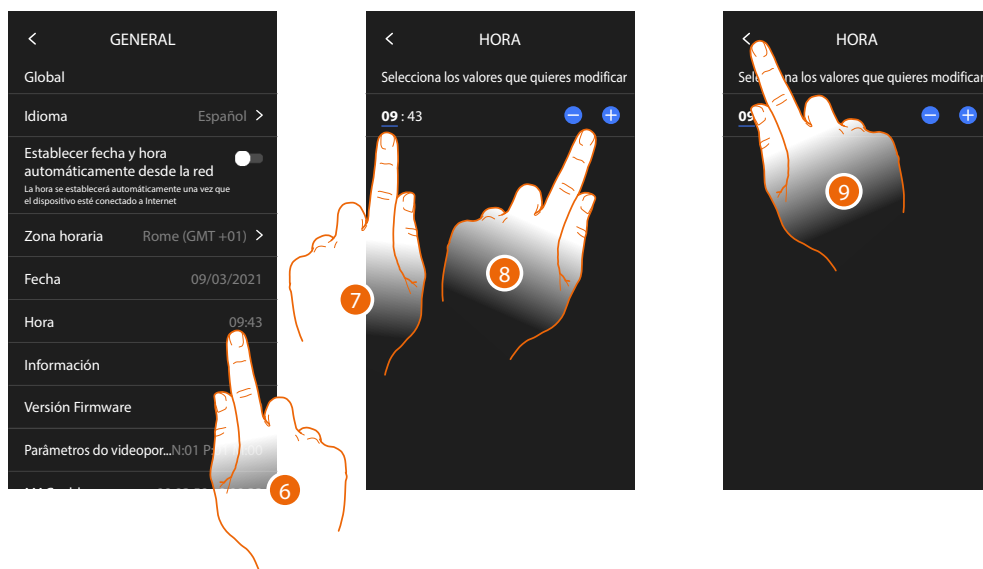 GENERAL
Global
Idioma Español
Establecer fecha y hora
automáticamente desde la red
La hora se establecerá automáticamente una vez que
el dispositivo esté conectado a Internet
Zona horaria Rome (GMT +01)
Fecha 09/03/2021
Hora 09:43
Información
Versión Firmware
Parâmetros do videopor...N:01 P
6
HORA
Selecciona los valores que quieres modificar
09 : 43
7
8
HORA
na los valores que quieres modificar
09
9